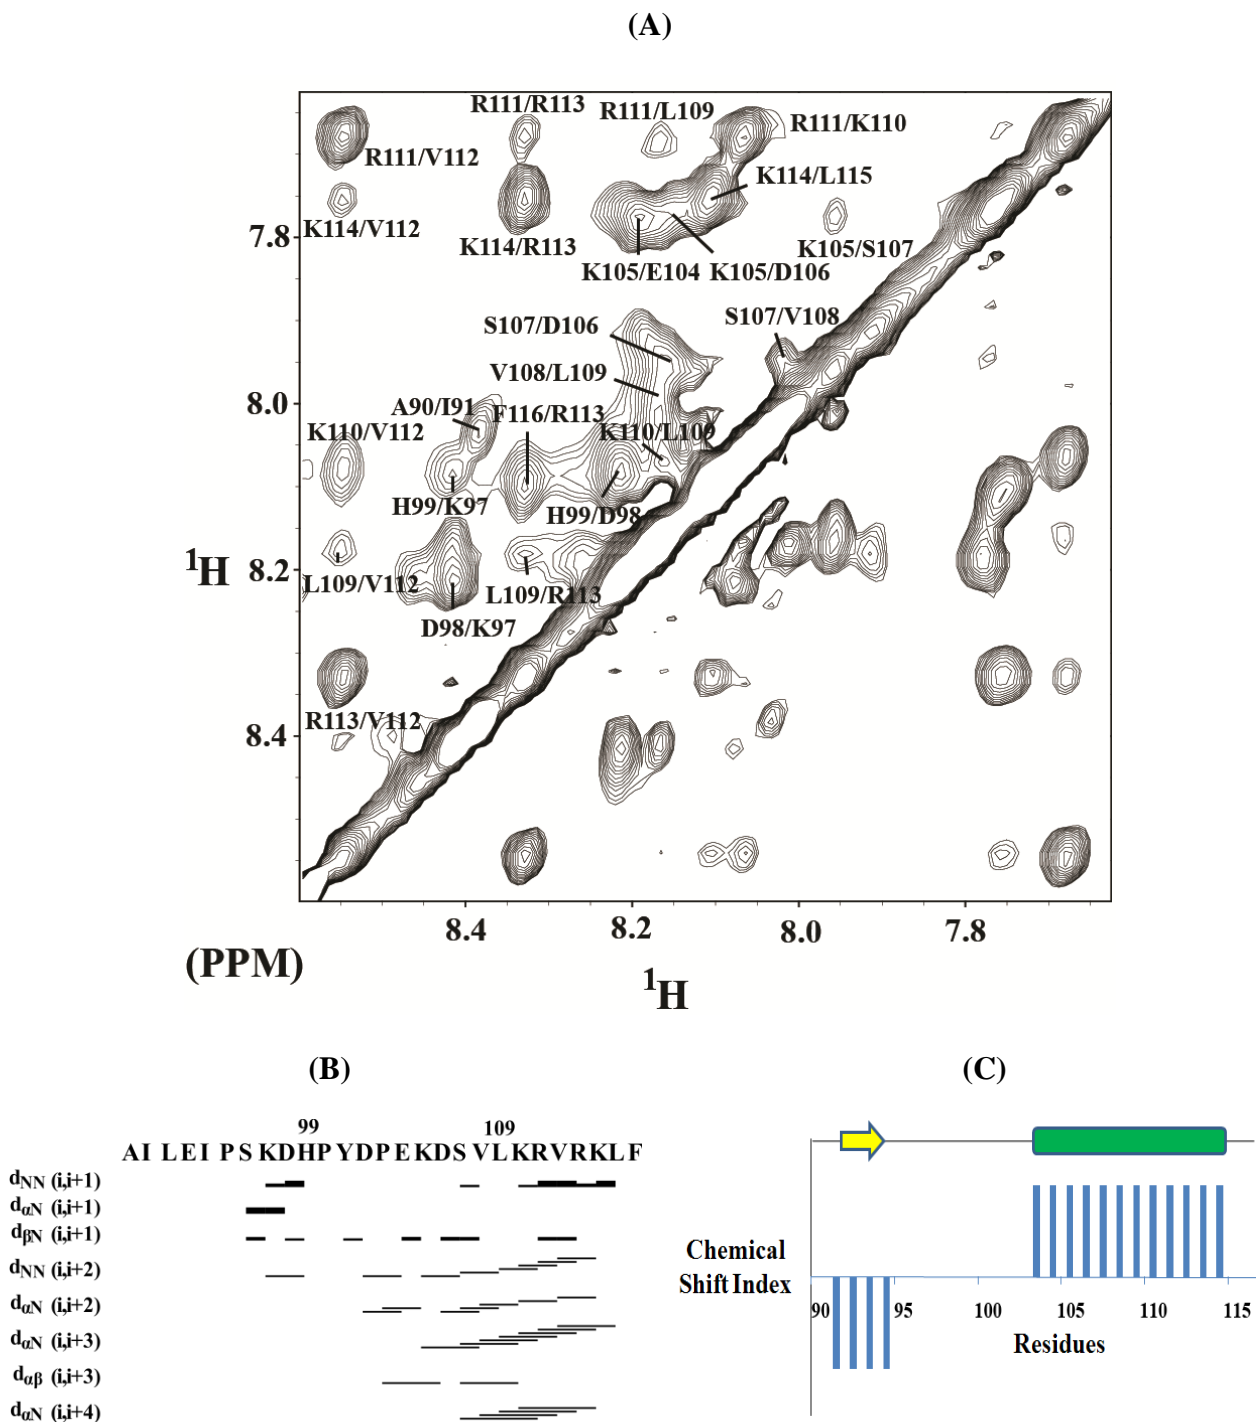 (A)
R111/R113
R111/L109
R111/K110
R111/V112
K114/L115
K114/V112
K114/R113
K105/S107
7.8
K105/E104
K105/D106
S107/D106
S107/V108
V108/L109
8.0
A90/I91
F116/R113
K110/V112
K110/L109
H99/K97
H99/D98
1H
8.2
L109/V112
L109/R113
D98/K97
R113/V112
8.4
8.4 8.2 8.0 7.8
(PPM)
1H
(B)
(C)
99 109
AI LEI P S KDHP YDPE KDS VLKRVRKL F
dNN (i,i+1)
dαN (i,i+1)
dβN (i,i+1)
dNN (i,i+2)
dαN (i,i+2)
dαN (i,i+3)
dαβ (i,i+3)
dαN (i,i+4)
Chemical
Shift Index
90 95 100 105 110 115
Residues